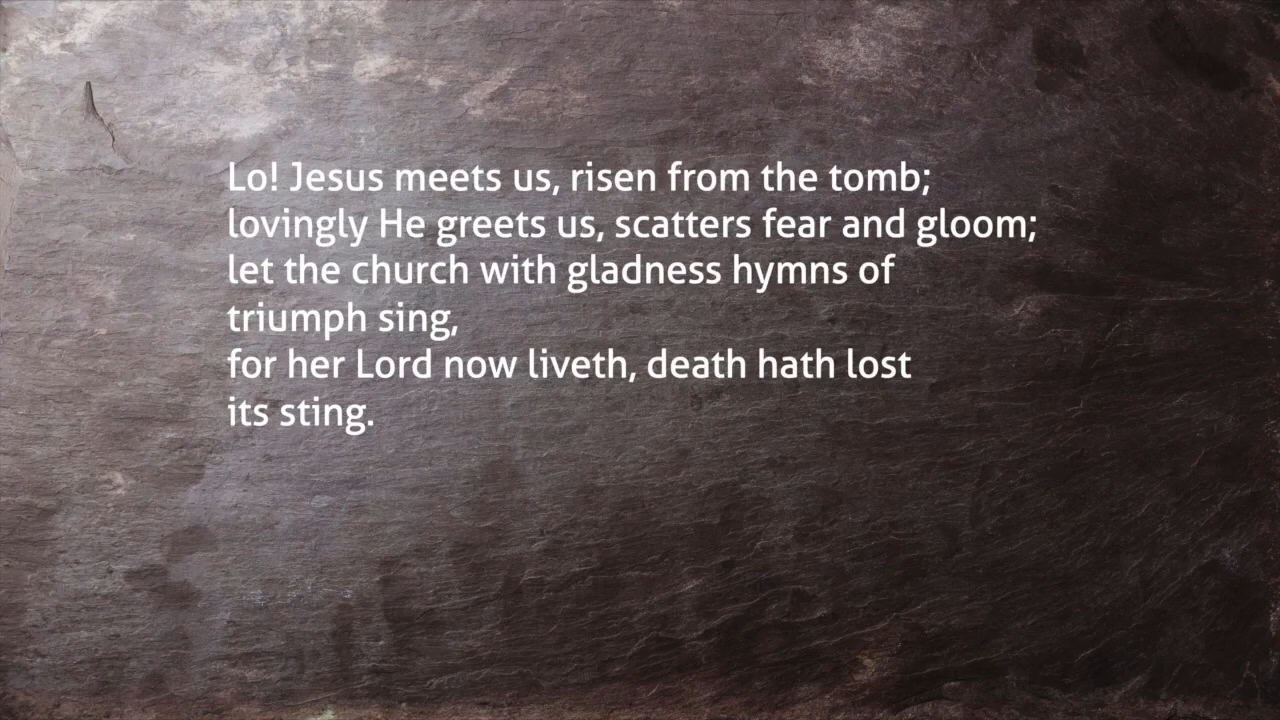 Lo! Jesus meets us, risen from the tomb;
lovingly He greets us, scatters fear and gloom;
let the church with gladness hymns of
triumph sing,
for her Lord now liveth, death hath lost
its sting.